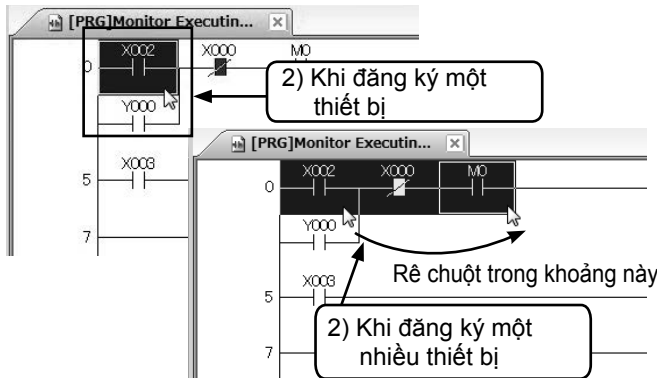 [PRG]Monitor Executin...
X002 X000 M0
0
2) Khi đăng ký một
thiết bị
Y000
X003
5
7
[PRG]Monitor Executin...
X002 X000 M0
0
Y000
Rê chuột trong khoảng này
X003
5
2) Khi đăng ký một
nhiều thiết bị
7